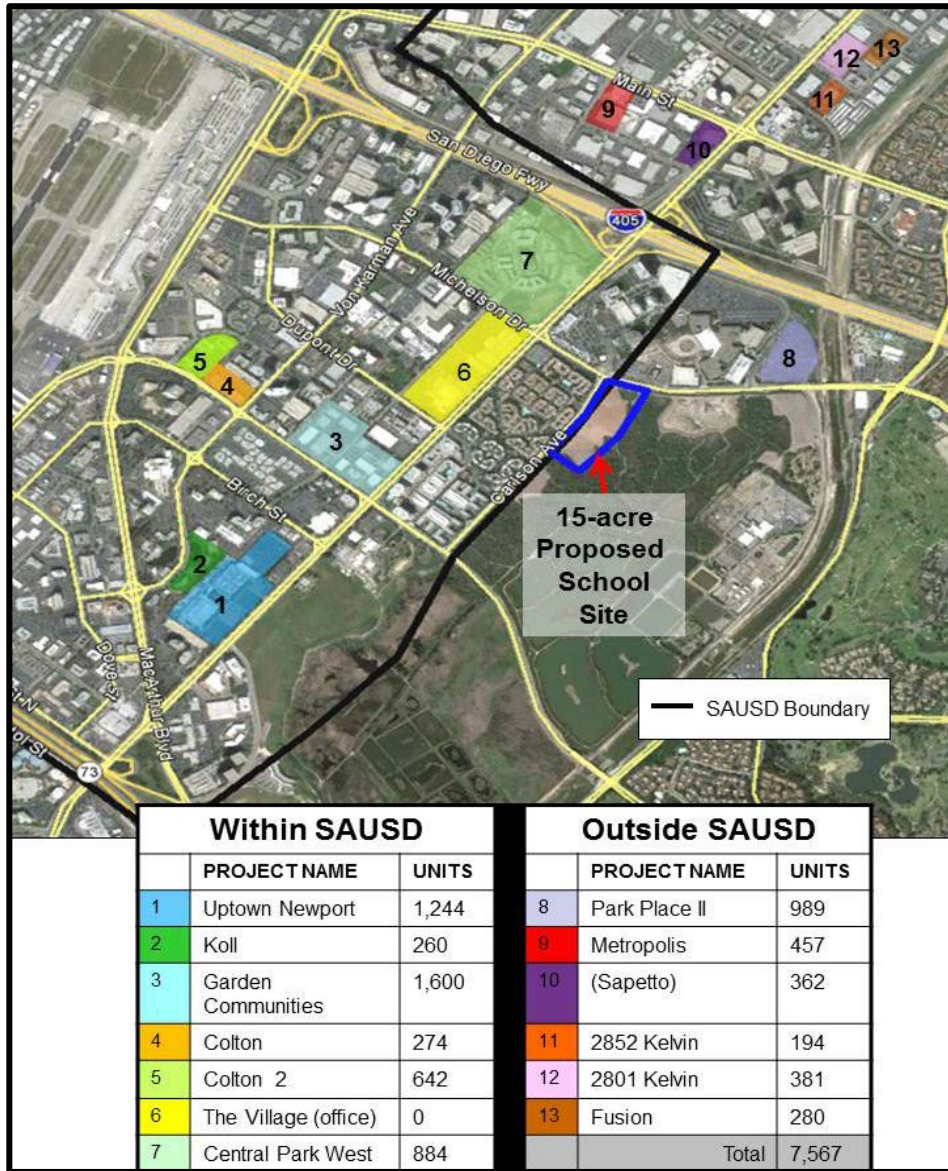 12
13
11
Main St
9
10
San Diego Fwy
405
Von Karman Ave
7
Michelson Dr
Dupont Dr
5
4
6
8
3
Carlson Ave
Birch St
15-acre
Proposed
School
Site
2
1
Dove St
MacArthur Blvd
SAUSD Boundary
St N
ol St
73
Within SAUSD
PROJECT NAME UNITS
1 Uptown Newport 1,244
2 Koll 260
3 Garden Communities 1,600
4 Colton 274
5 Colton 2 642
6 The Village (office) 0
7 Central Park West 884
Outside SAUSD
PROJECT NAME UNITS
8 Park Place II 989
9 Metropolis 457
10 (Sapetto) 362
11 2852 Kelvin 194
12 2801 Kelvin 381
13 Fusion 280
Total 7,567